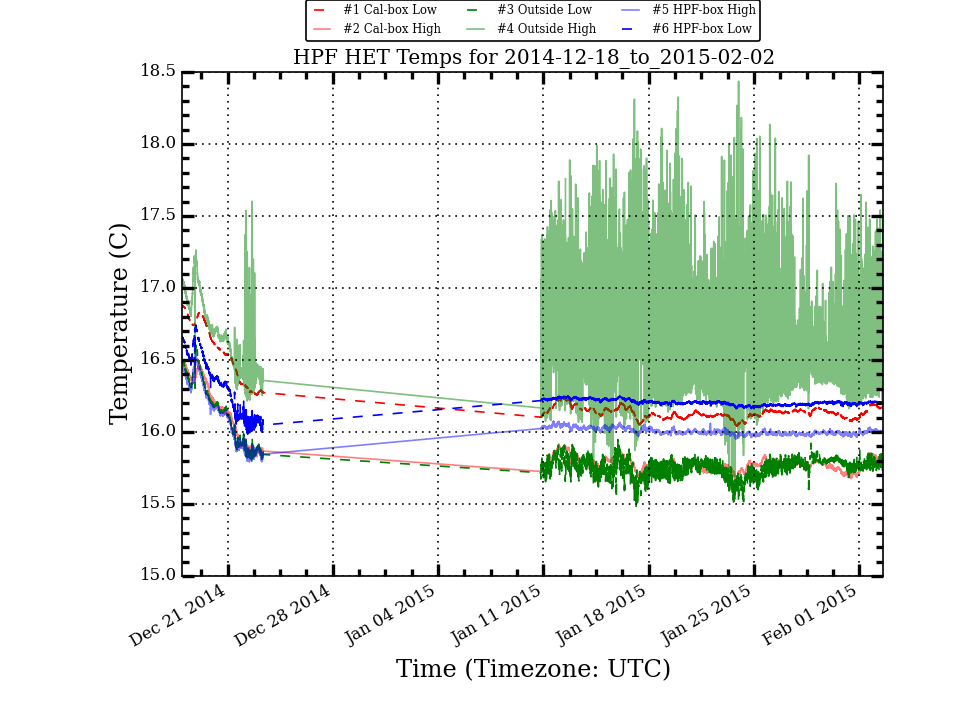 #1 Cal-box Low #3 Outside Low #5 HPF-box High
#2 Cal-box High #4 Outside High #6 HPF-box Low
HPF HET Temps for 2014-12-18_to_2015-02-02
18.5
18.0
17.5
17.0
16.5
16.0
15.5
15.0
Temperature (C)
Dec 21 2014 Dec 28 2014 Jan 04 2015 Jan 11 2015 Jan 18 2015 Jan 25 2015 Feb 01 2015
Time (Timezone: UTC)